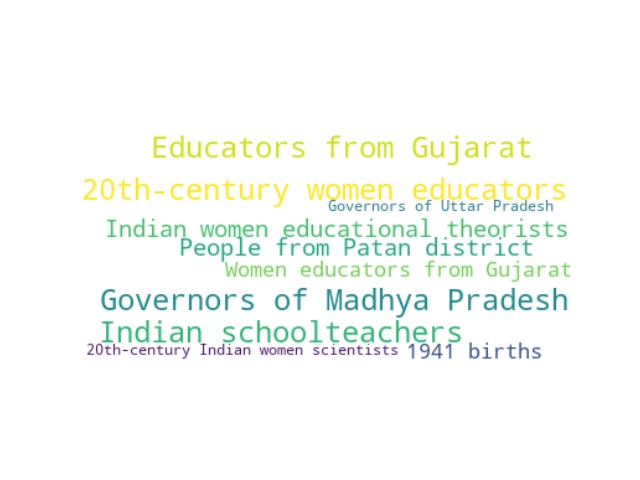 Educators from Gujarat
20th-century women educators
Governors of Uttar Pradesh
Indian women educational theorists
People from Patan district
Women educators from Gujarat
Governors of Madhya Pradesh
Indian schoolteachers
20th-century Indian women scientists
1941 births